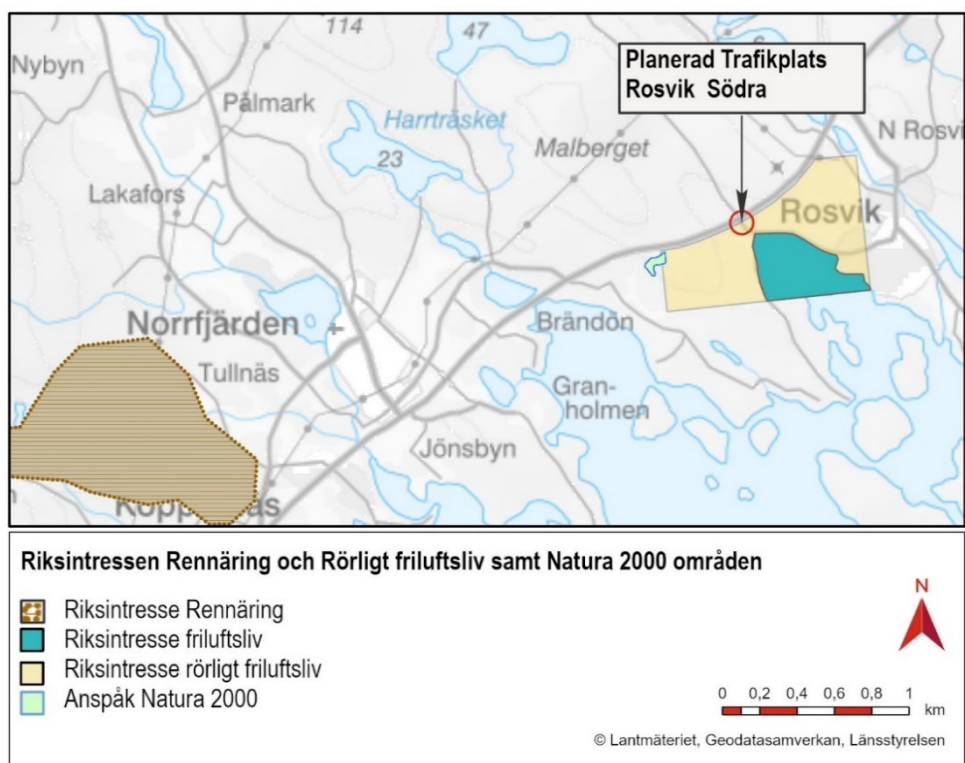 114
47
6
Nybyn
Planerad Trafikplats
Rosvik Södra
Pålmark
Harrträsket
N Rosvi
Malberget
23
Lakafors
Rosvik
Norrfjärden
Brändön
Tullnäs
Gran-
holmen
Jönsbyn
Riksintressen Rennäring och Rörligt friluftsliv samt Natura 2000 områden
Riksintresse Rennäring
Riksintresse friluftsliv
Riksintresse rörligt friluftsliv
Anspåk Natura 2000
N
0 0,2 0,4 0,6 0,8 1
km
© Lantmäteriet, Geodatasamverkan, Länsstyrelsen